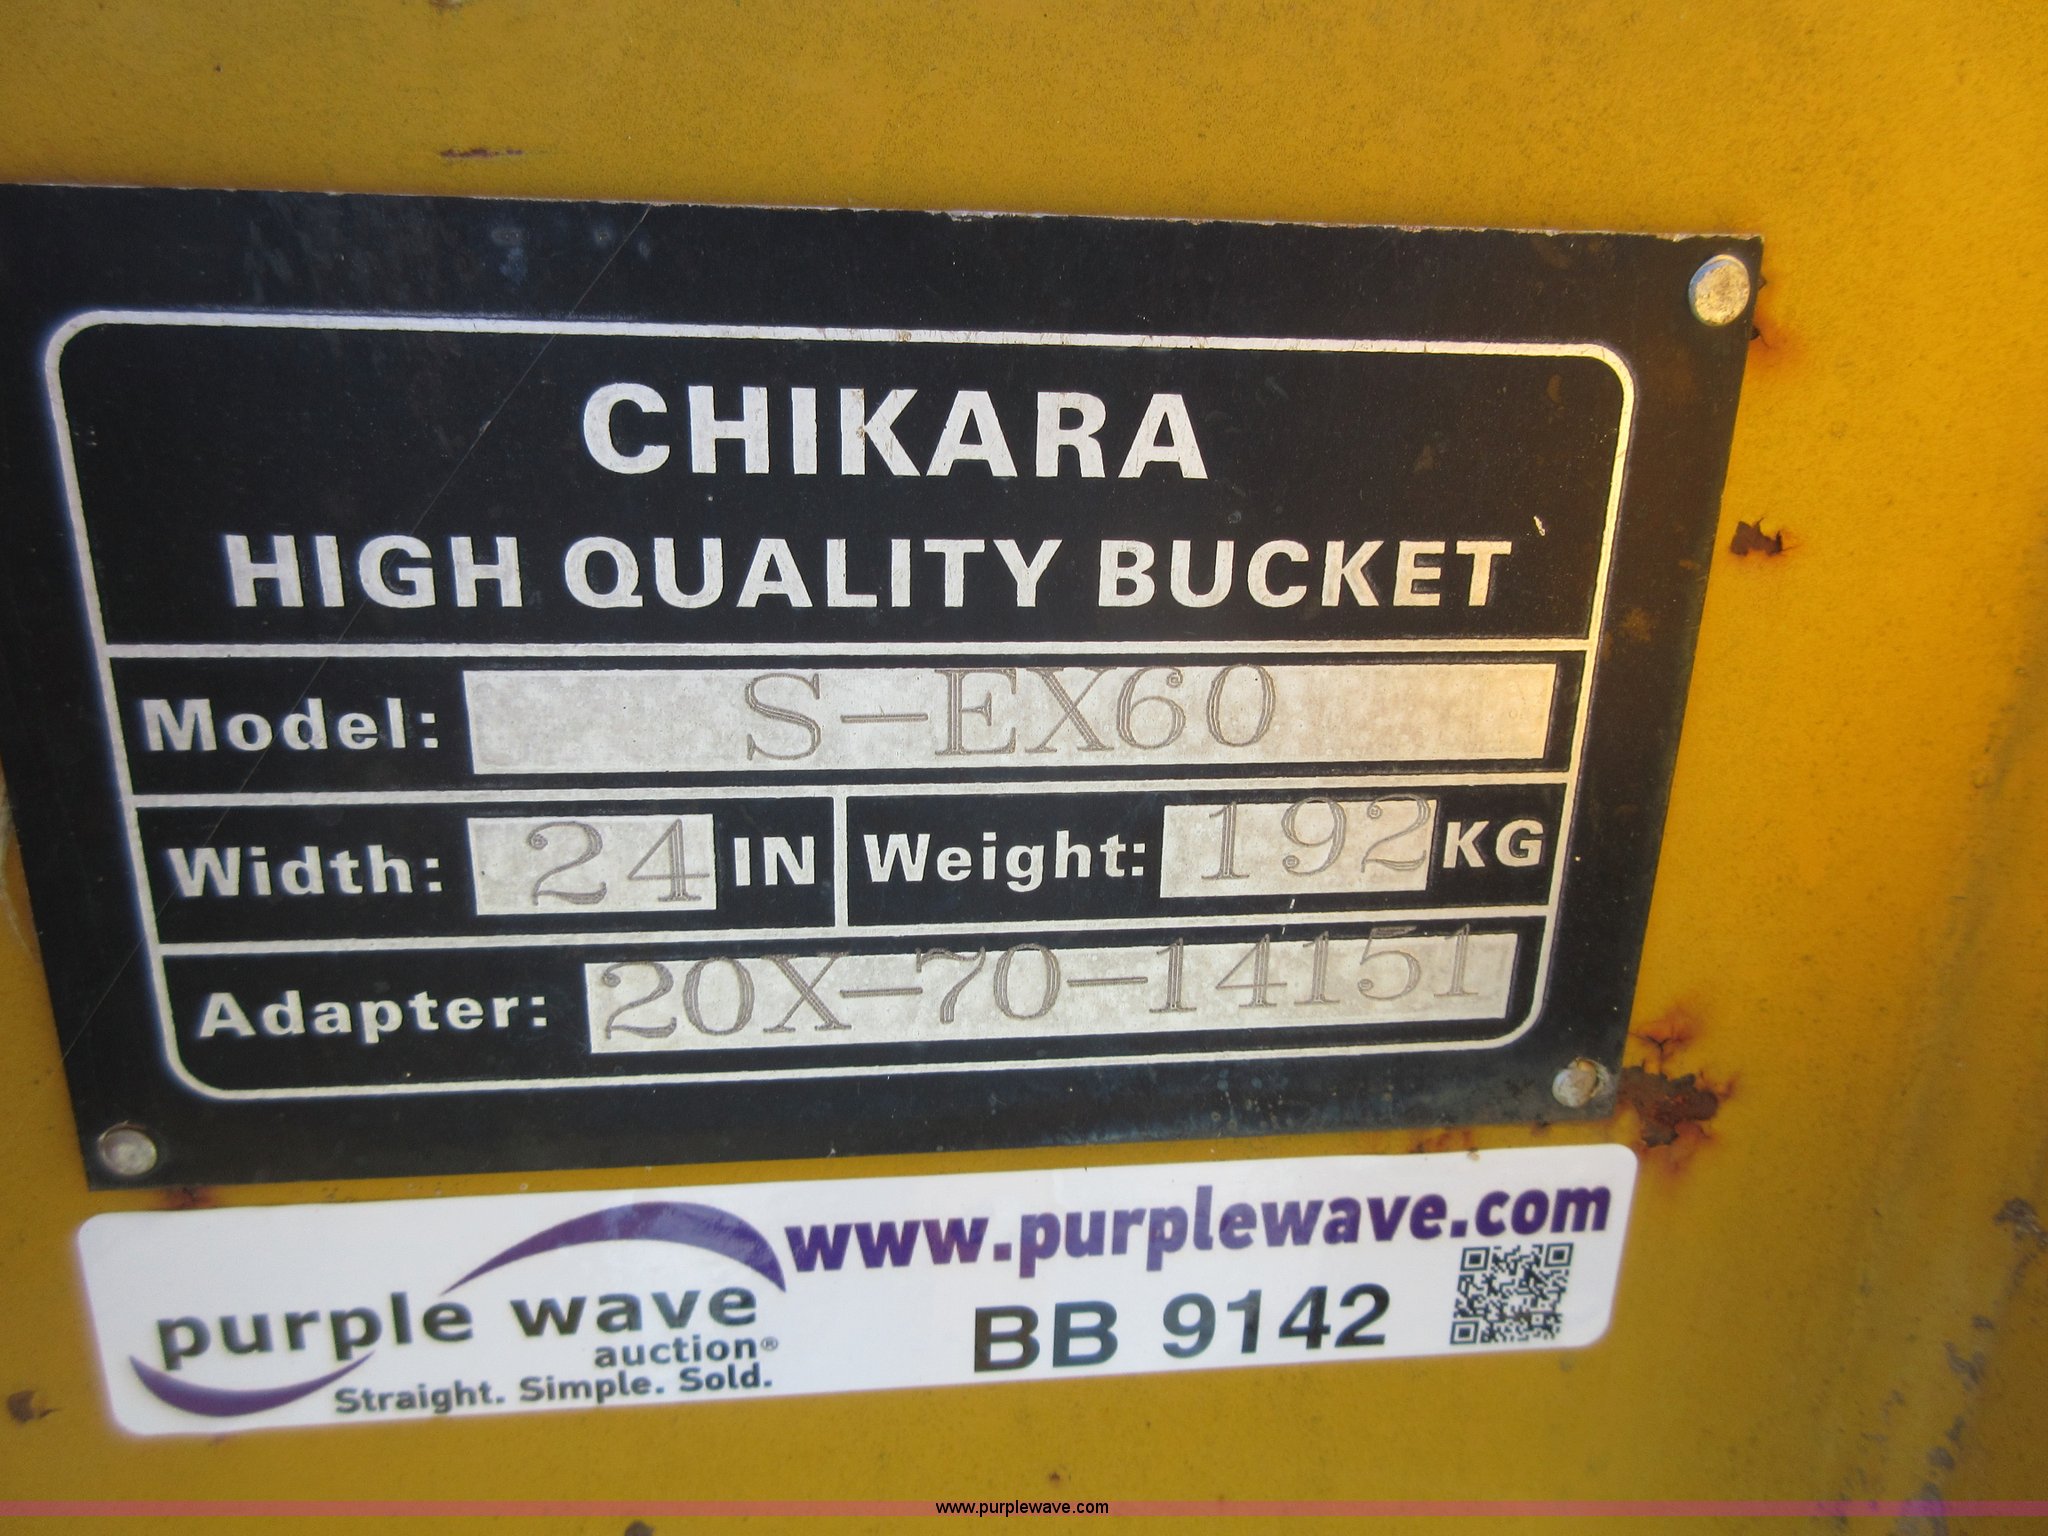 CHIKARA
HIGH QUALITY BUCKET
Model: S-EX60
Width: 24 IN Weight: 192 KG
Adapter: 20X-70-14151
www.purplewave.com
purple wave
auction®
Straight. Simple. Sold.
BB 9142
www.purplewave.com